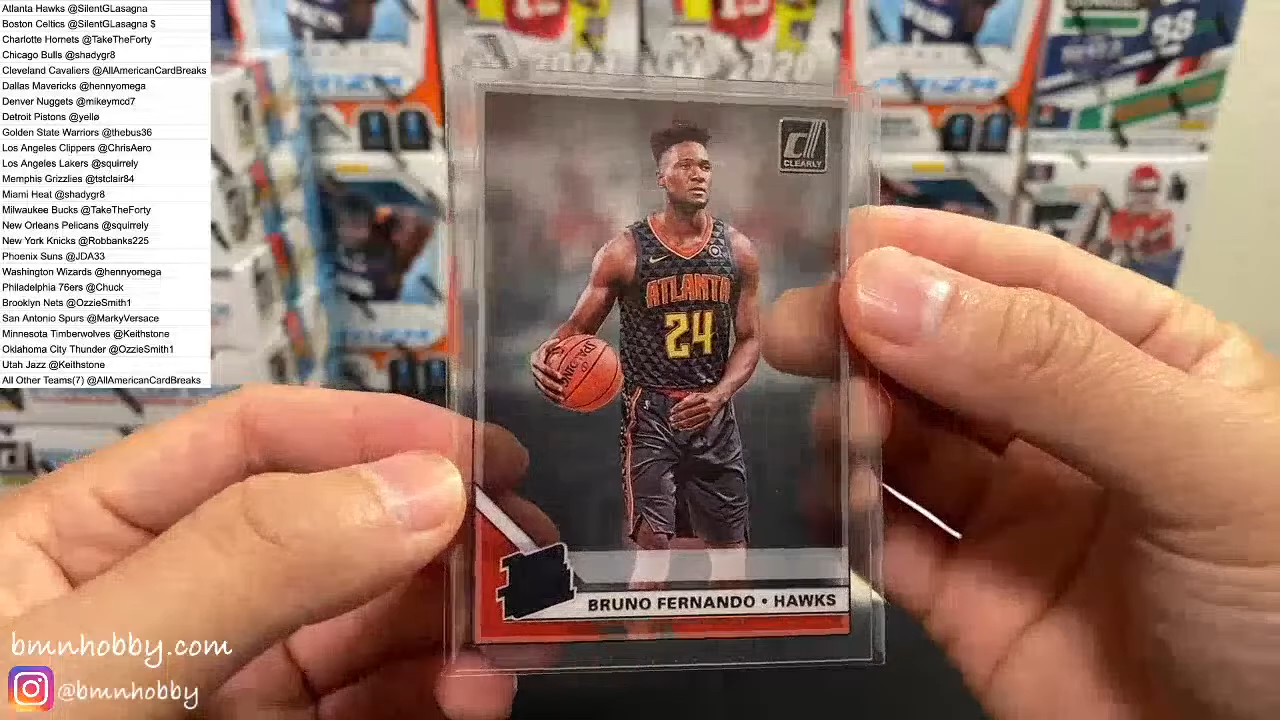 Atlanta Hawks @SilentGLasagna
Boston Celtics @SilentGLasagna $
Charlotte Hornets @TakeTheForty
Chicago Bulls @shadygr8
Cleveland Cavaliers @AllAmericanCardBreaks
Dallas Mavericks @hennyomega
Denver Nuggets @mikeymcd7
Detroit Pistons @yellø
Golden State Warriors @thebus36
Los Angeles Clippers @ChrisAero
Los Angeles Lakers @squirrely
Miami Heat @shadygr8
Milwaukee Bucks @TakeTheForty
New Orleans Pelicans @squirrely
New York Knicks @Robbanks225
Phoenix Suns @JDA33
Washington Wizards @hennyomega
Philadelphia 76ers @Chuck
Brooklyn Nets @OzzieSmith1
San Antonio Spurs @MarkyVersace
Minnesota Timberwolves @Keithstone
Oklahoma City Thunder @OzzieSmith1
Utah Jazz @Keithstone
All Other Teams(7) @AllAmericanCardBreaks
CLEARLY
ATLANTA
24
BRUNO FERNANDO • HAWKS
bmnhobby.com
@bmnhobby